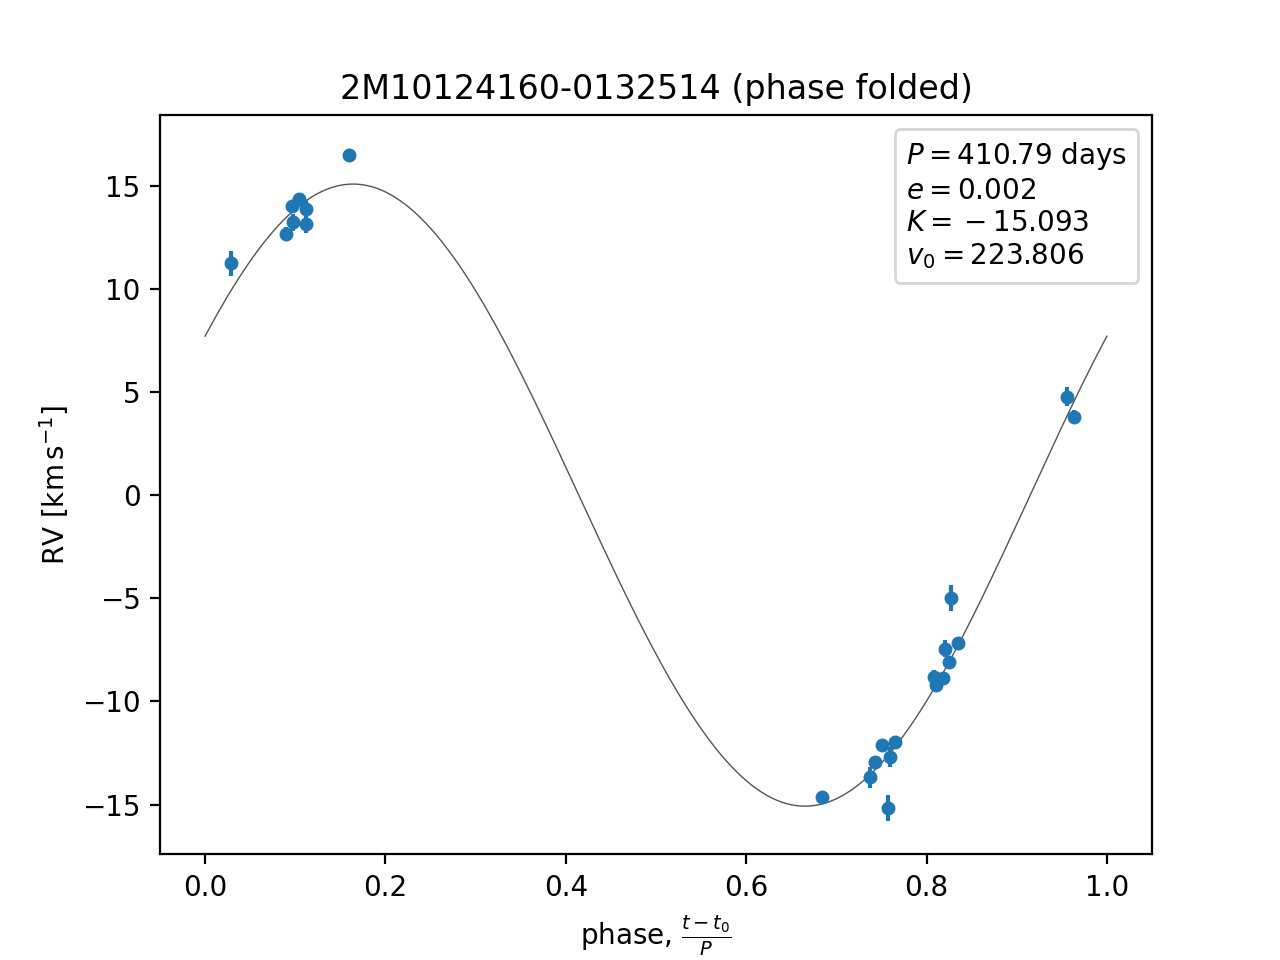 2M10124160-0132514 (phase folded)
P = 410.79 days
e = 0.002
K = −15.093
v₀ = 223.806
RV [km s⁻¹]
15
10
5
0
−5
−10
−15
0.0 0.2 0.4 0.6 0.8 1.0
phase, (t − t₀)/P